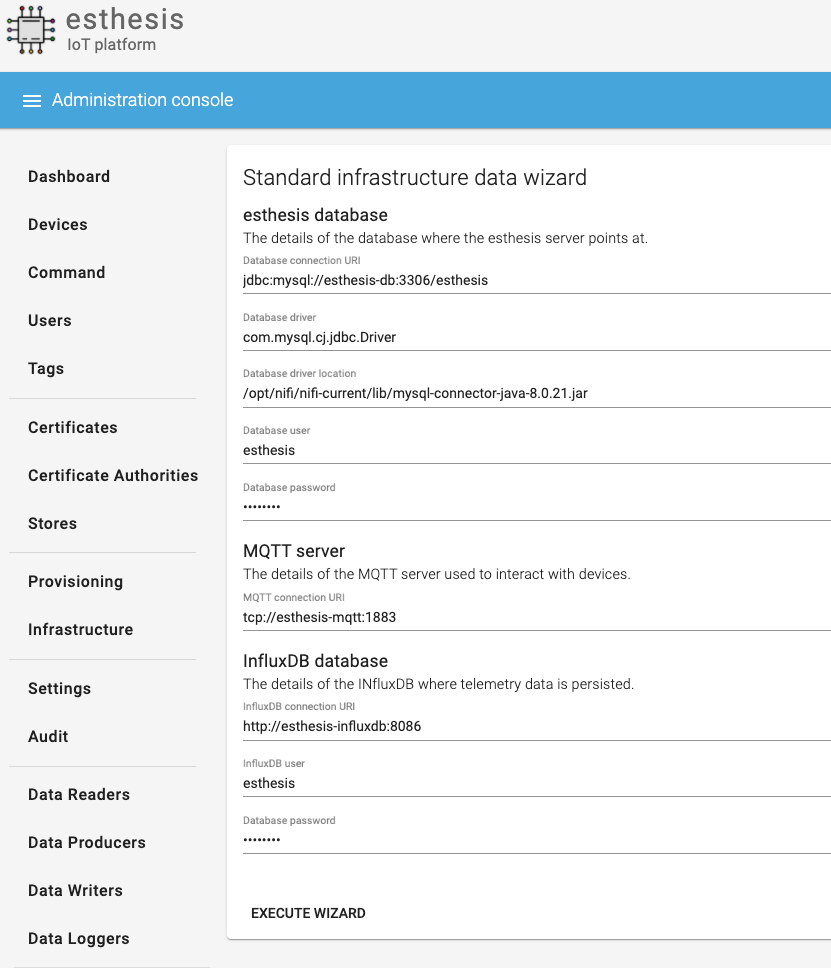 esthesis
IoT platform
Administration console
Dashboard
Devices
Command
Users
Tags
Certificates
Certificate Authorities
Stores
Provisioning
Infrastructure
Settings
Audit
Data Readers
Data Producers
Data Writers
Data Loggers
Standard infrastructure data wizard
esthesis database
The details of the database where the esthesis server points at.
Database connection URI
jdbc:mysql://esthesis-db:3306/esthesis
Database driver
com.mysql.cj.jdbc.Driver
Database driver location
/opt/nifi/nifi-current/lib/mysql-connector-java-8.0.21.jar
Database user
esthesis
Database password
••••••••
MQTT server
The details of the MQTT server used to interact with devices.
MQTT connection URI
tcp://esthesis-mqtt:1883
InfluxDB database
The details of the INfluxDB where telemetry data is persisted.
InfluxDB connection URI
http://esthesis-influxdb:8086
InfluxDB user
esthesis
Database password
••••••••
EXECUTE WIZARD